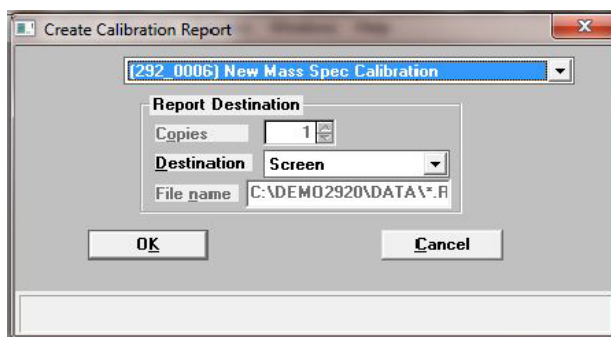 Create Calibration Report
(292_0006) New Mass Spec Calibration
Report Destination
Copies 1
Destination Screen
File name C:\DEMO2920\DATA\*.R
OK Cancel